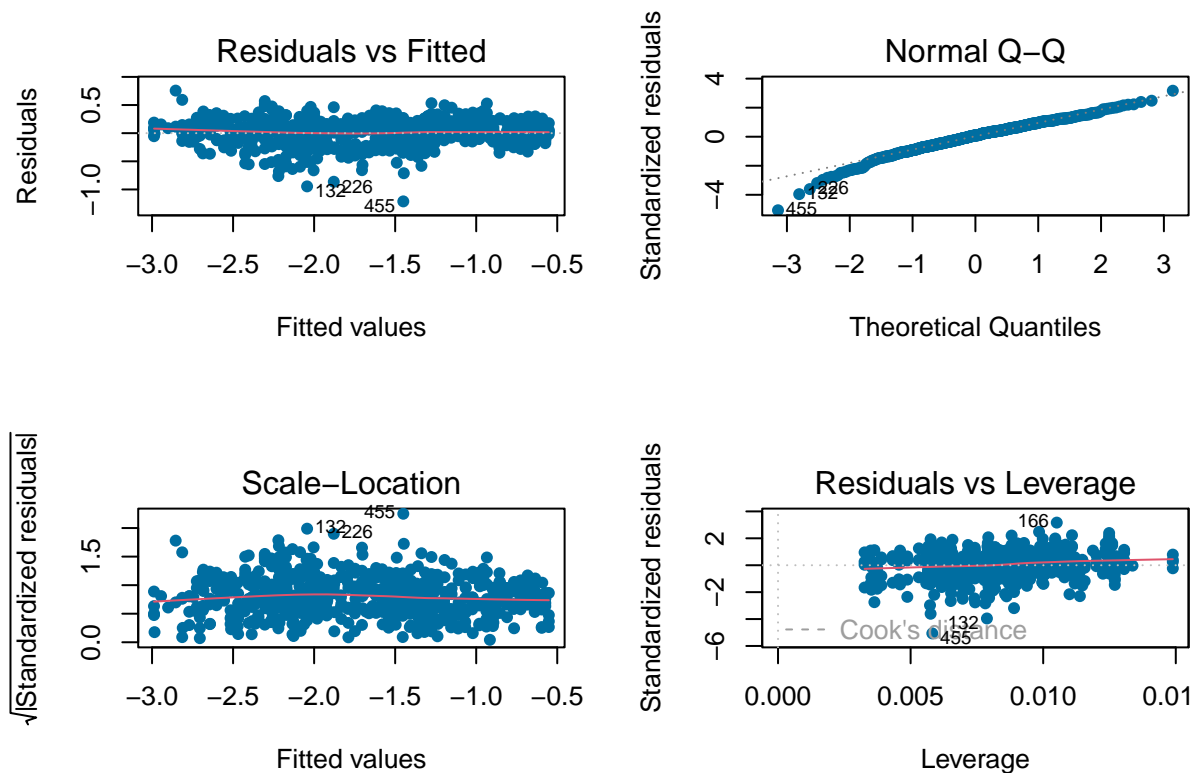 Residuals vs Fitted
Residuals
0.5
−1.0
132
226
455
−3.0 −2.5 −2.0 −1.5 −1.0 −0.5
Fitted values
Normal Q−Q
Standardized residuals
4
0
−4
226
132
455
−3 −2 −1 0 1 2 3
Theoretical Quantiles
Scale−Location
√|Standardized residuals|
1.5
0.0
455
132
226
−3.0 −2.5 −2.0 −1.5 −1.0 −0.5
Fitted values
Residuals vs Leverage
Standardized residuals
2
−2
−6
166
132
Cook's distance
455
0.000 0.005 0.010 0.01
Leverage